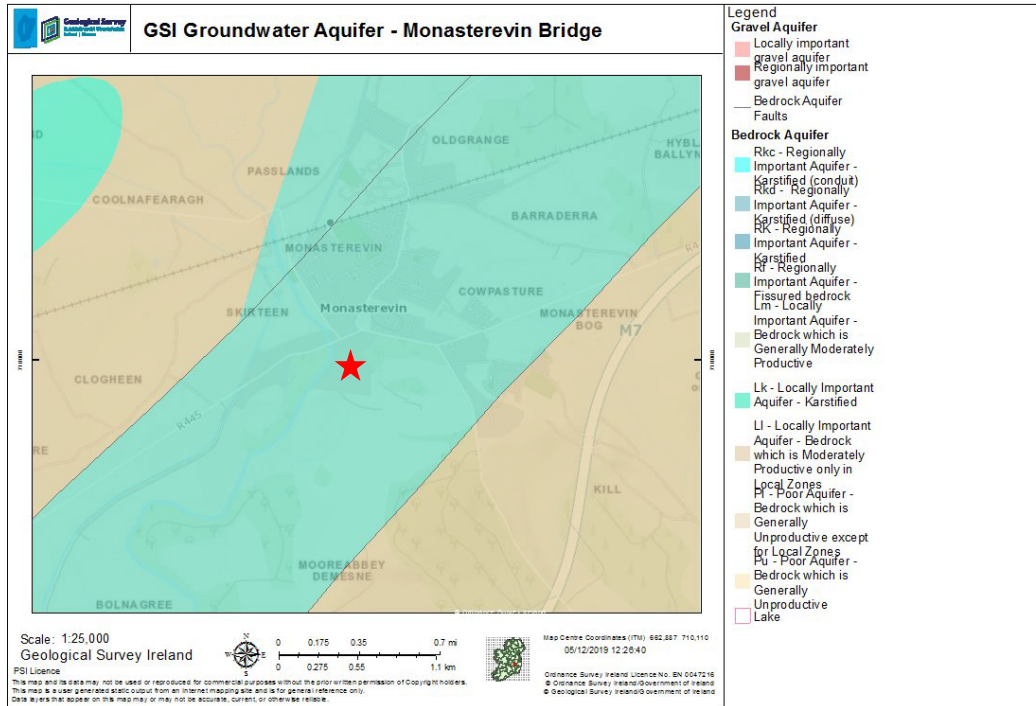 Geological Survey
GSI Groundwater Aquifer - Monasterevin Bridge
OLDGRANGE
HYBL
BALLYN
PASSLANDS
COOLNAFEARAGH
BARRADERRA
MONASTEREVIN
COWPASTURE
SKIRTEEN
Monasterevin
MONASTEREVIN
BOG
M7
CLOGHEEN
R445
RE
KILL
MOOREABBEY
DEMESNE
BOLNAGREE
Legend
Gravel Aquifer
Locally important
gravel aquifer
Regionally important
gravel aquifer
Bedrock Aquifer
Faults
Bedrock Aquifer
Rkc - Regionally
Important Aquifer -
Karstified (conduit)
Rkd - Regionally
Important Aquifer -
Karstified (diffuse)
RK - Regionally
Important Aquifer -
Karstified
Rf - Regionally
Important Aquifer -
Fissured bedrock
Lm - Locally
Important Aquifer -
Bedrock which is
Generally Moderately
Productive
Lk - Locally Important
Aquifer - Karstified
Ll - Locally Important
Aquifer - Bedrock
which is Moderately
Productive only in
Local Zones
Pl - Poor Aquifer -
Bedrock which is
Generally
Unproductive except
for Local Zones
Pu - Poor Aquifer -
Bedrock which is
Generally
Unproductive
Lake
Scale: 1:25,000
Geological Survey Ireland
PSI Licence
This map and its data may not be used or reproduced for commercial purposes without the prior written permission of Copyright holders.
This map is a user generated static output from an Internet mapping site and is for general reference only.
Data layers that appear on this map may or may not be accurate, current, or otherwise reliable.
N
W E
S
0 0.175 0.35 0.7 mi
0 0.275 0.55 1.1 km
Map Centre Coordinates (ITM) 662,887 710,110
05/12/2019 12:26:40
Ordnance Survey Ireland Licence No. EN 0047216
© Ordnance Survey Ireland/Government of Ireland
© Geological Survey Ireland/Government of Ireland